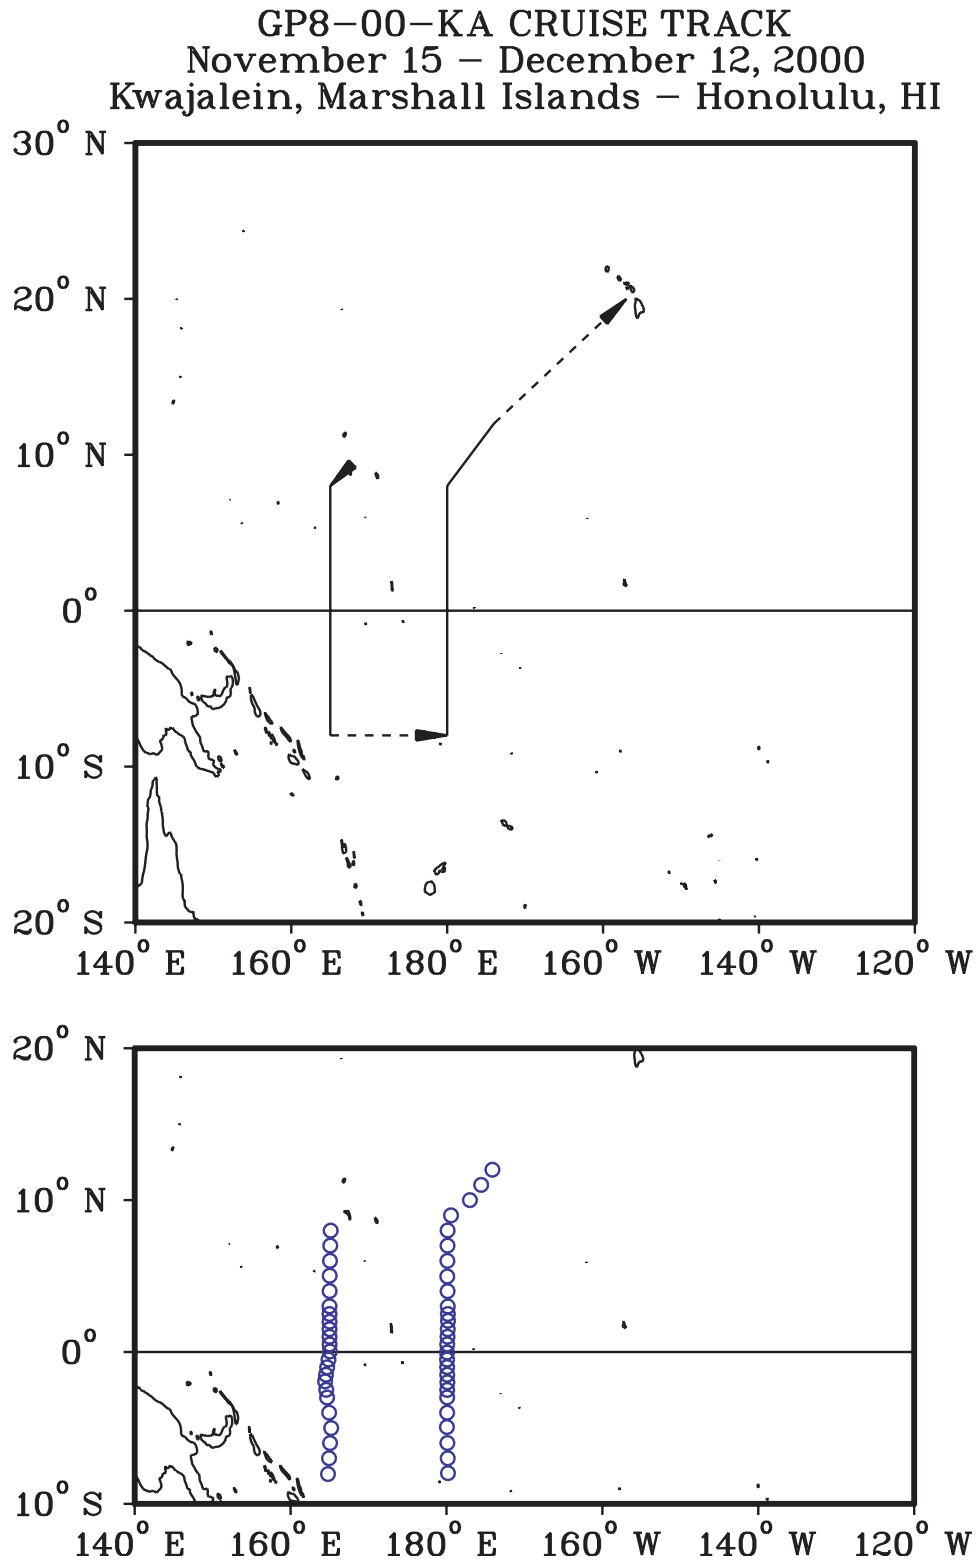 GP8-00-KA CRUISE TRACK
November 15 - December 12, 2000
Kwajalein, Marshall Islands - Honolulu, HI
30° N
20° N
10° N
0°
10° S
20° S
140° E 160° E 180° E 160° W 140° W 120° W
20° N
10° N
0°
10° S
140° E 160° E 180° E 160° W 140° W 120° W